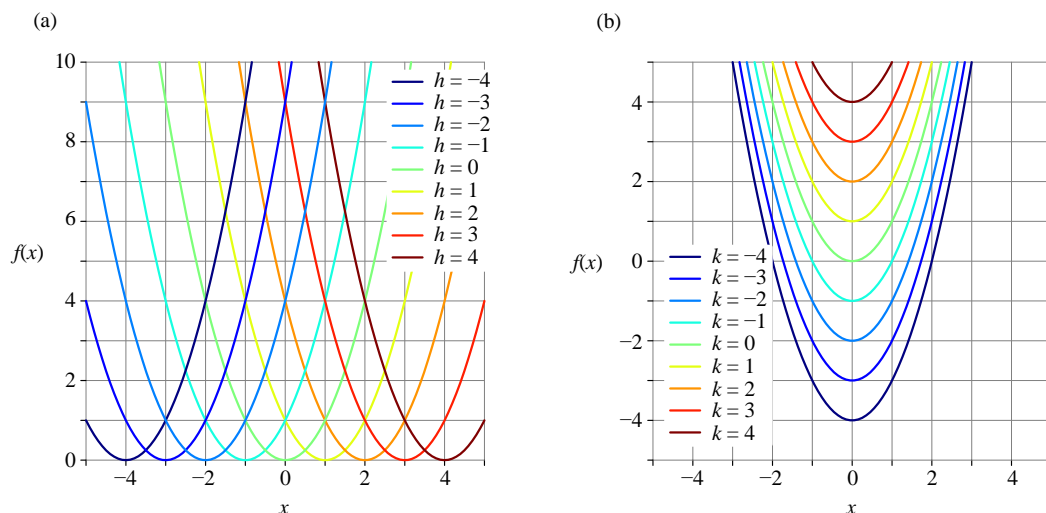 (a)
10
8
6
4
2
0
f(x)
−4 −2 0 2 4
x
h = −4
h = −3
h = −2
h = −1
h = 0
h = 1
h = 2
h = 3
h = 4
(b)
4
2
0
−2
−4
f(x)
−4 −2 0 2 4
x
k = −4
k = −3
k = −2
k = −1
k = 0
k = 1
k = 2
k = 3
k = 4